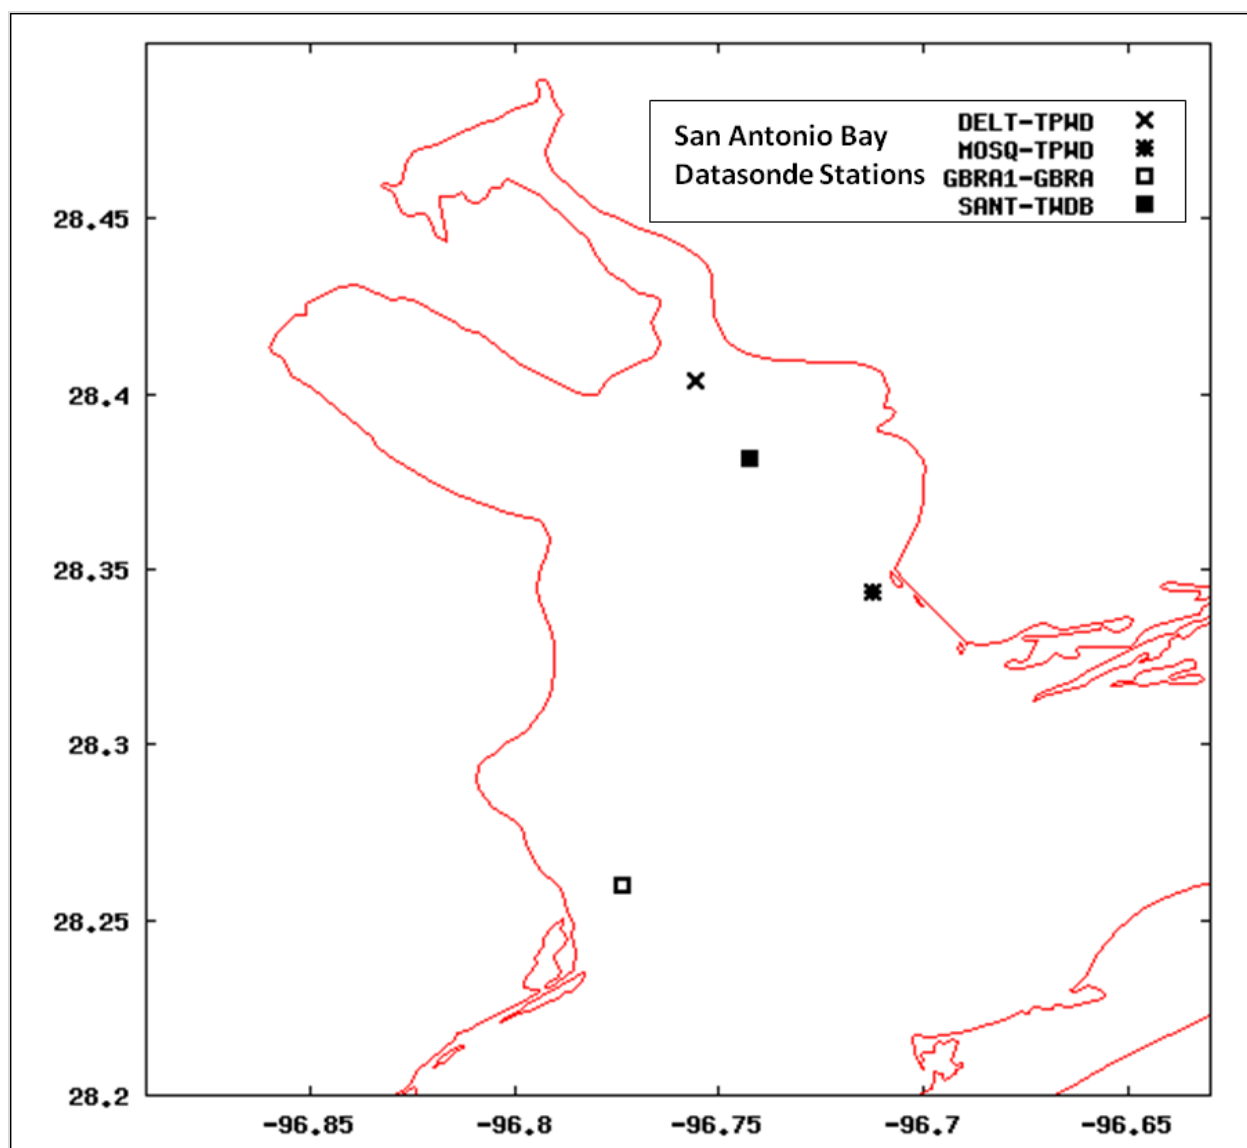 San Antonio Bay
Datasonde Stations
DELT-TPWD
MOSQ-TPWD
GBRA1-GBRA
SANT-TWDB
28.45
28.4
28.35
28.3
28.25
28.2
-96.85
-96.8
-96.75
-96.7
-96.65